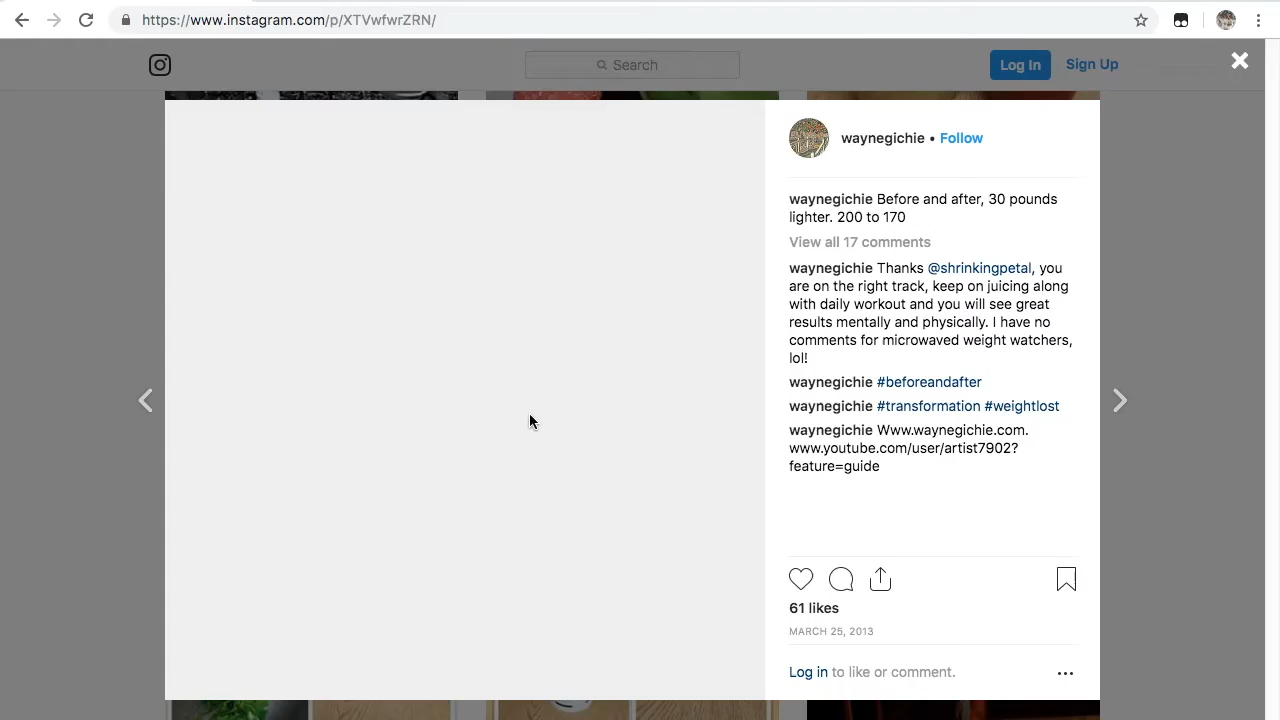 https://www.instagram.com/p/XTVwfwrZRN/
Search
Log In
Sign Up
waynegichie • Follow
waynegichie Before and after, 30 pounds
lighter. 200 to 170
View all 17 comments
waynegichie Thanks @shrinkingpetal, you
are on the right track, keep on juicing along
with daily workout and you will see great
results mentally and physically. I have no
comments for microwaved weight watchers,
lol!
waynegichie #beforeandafter
waynegichie #transformation #weightlost
waynegichie Www.waynegichie.com.
www.youtube.com/user/artist7902?
feature=guide
61 likes
MARCH 25, 2013
Log in to like or comment.